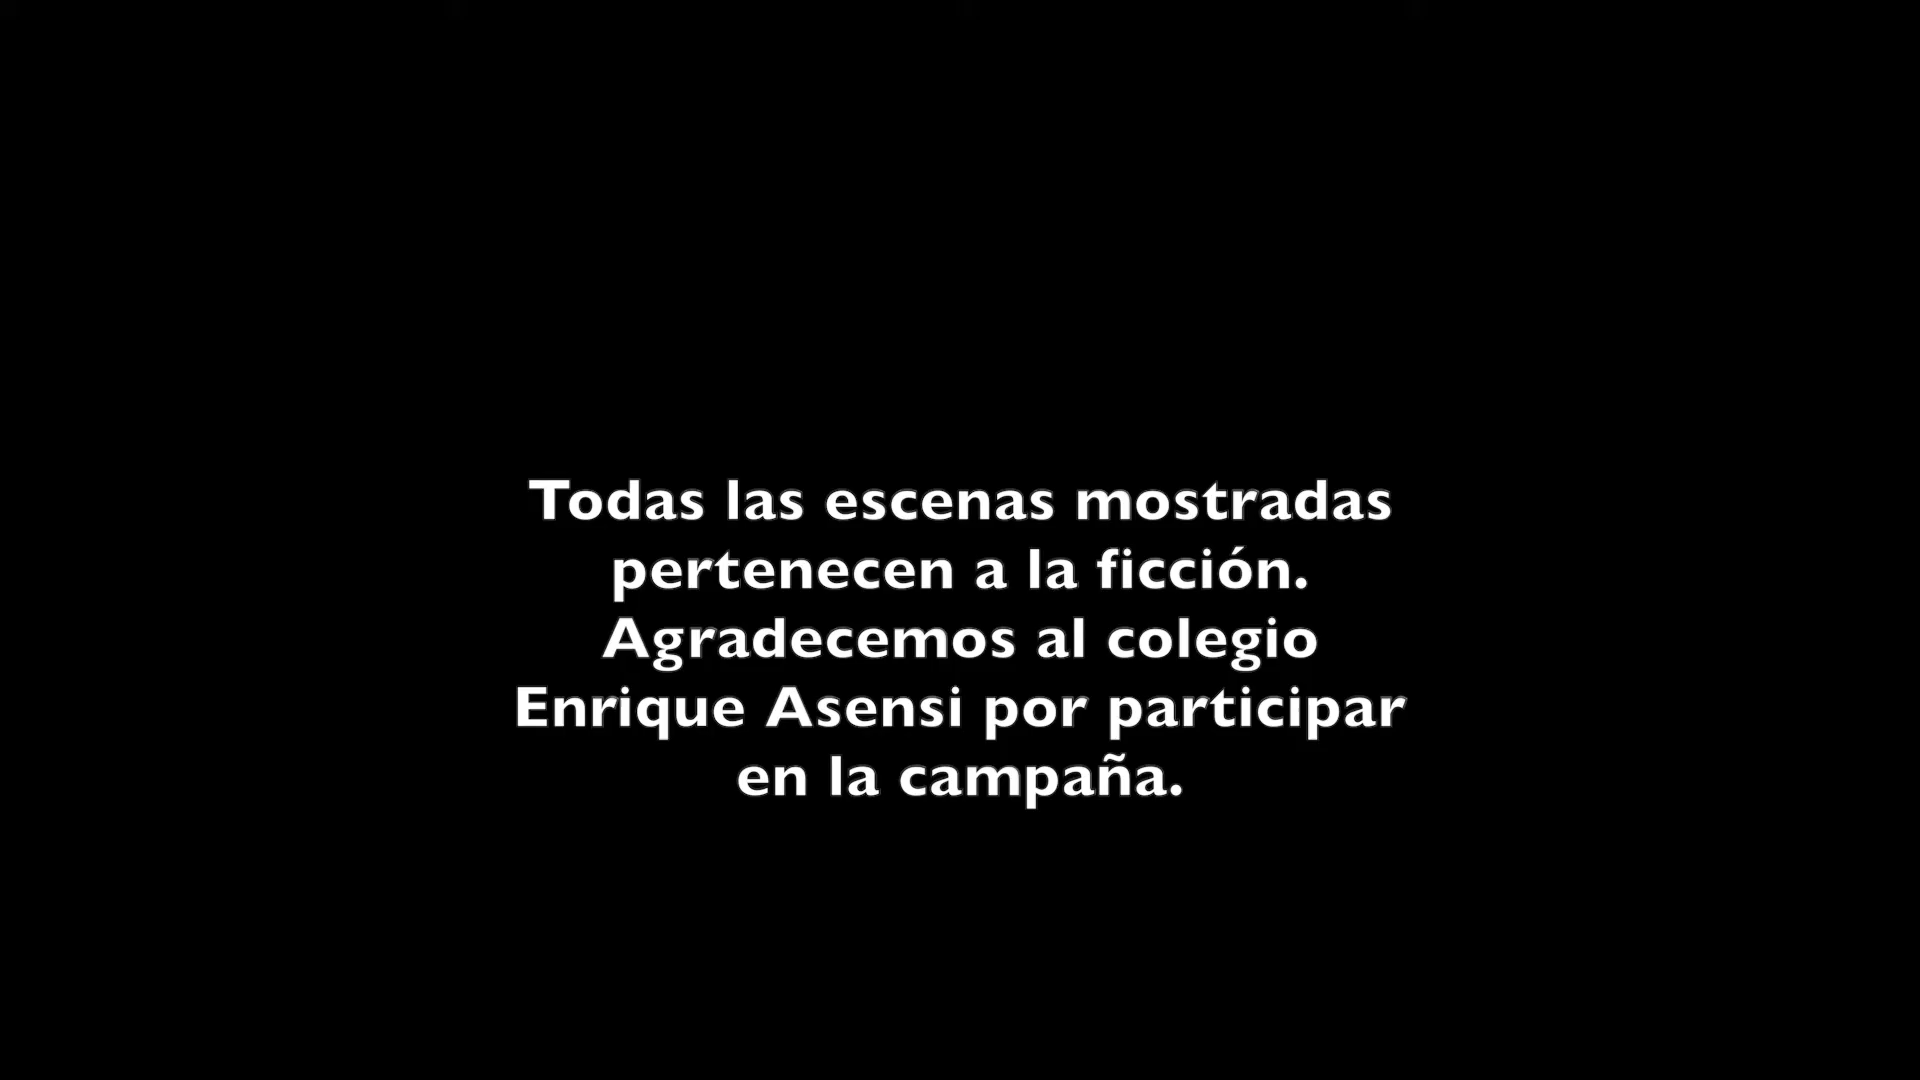 Todas las escenas mostradas
pertenecen a la ficción.
Agradecemos al colegio
Enrique Asensi por participar
en la campaña.